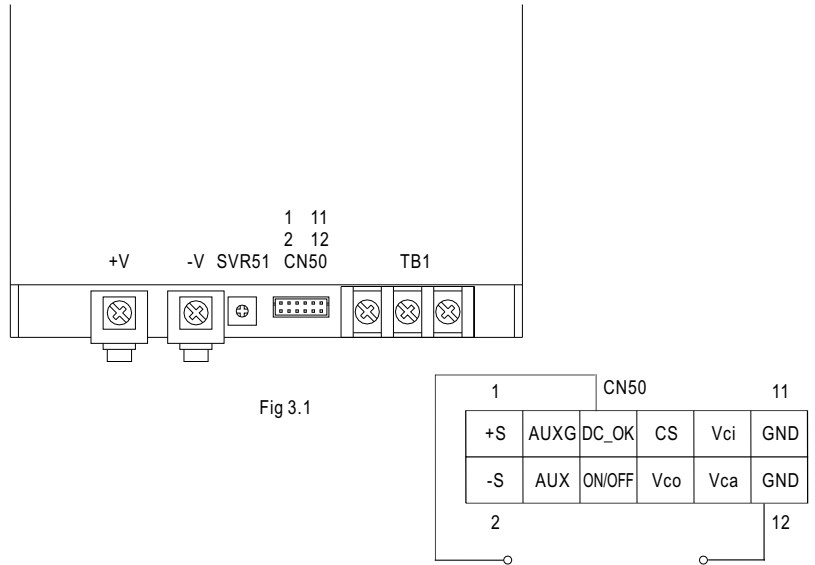 1 11
2 12
+V -V SVR51 CN50 TB1
Fig 3.1
CN50
1 11
+S AUXG DC_OK CS Vci GND
-S AUX ON/OFF Vco Vca GND
2 12